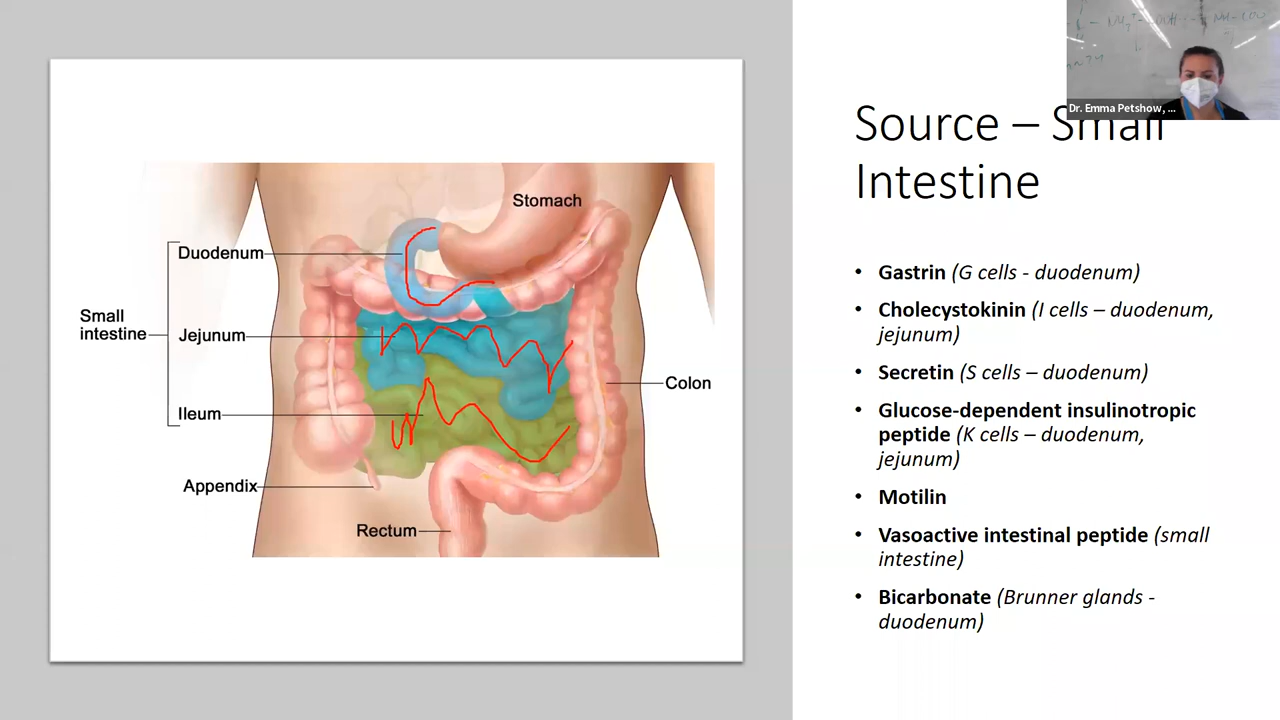 Stomach
Duodenum
Small
intestine
Jejunum
Ileum
Colon
Appendix
Rectum
Dr. Emma Petshow, ...
Source – Small
Intestine
• Gastrin (G cells - duodenum)
• Cholecystokinin (I cells – duodenum,
jejunum)
• Secretin (S cells – duodenum)
• Glucose-dependent insulinotropic
peptide (K cells – duodenum,
jejunum)
• Motilin
• Vasoactive intestinal peptide (small
intestine)
• Bicarbonate (Brunner glands -
duodenum)